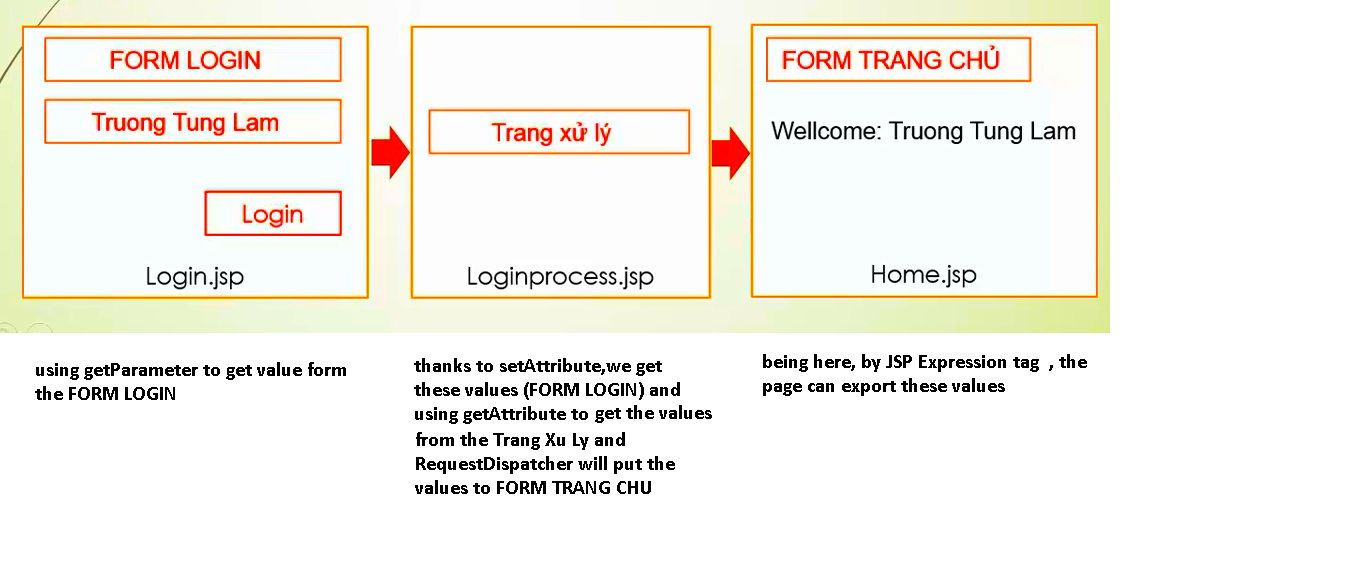 FORM LOGIN
Truong Tung Lam
Login
Login.jsp
Trang xử lý
Loginprocess.jsp
FORM TRANG CHỦ
Wellcome: Truong Tung Lam
Home.jsp
using getParameter to get value form
the FORM LOGIN
thanks to setAttribute,we get
these values (FORM LOGIN) and
using getAttribute to get the values
from the Trang Xu Ly and
RequestDispatcher will put the
values to FORM TRANG CHU
being here, by JSP Expression tag , the
page can export these values